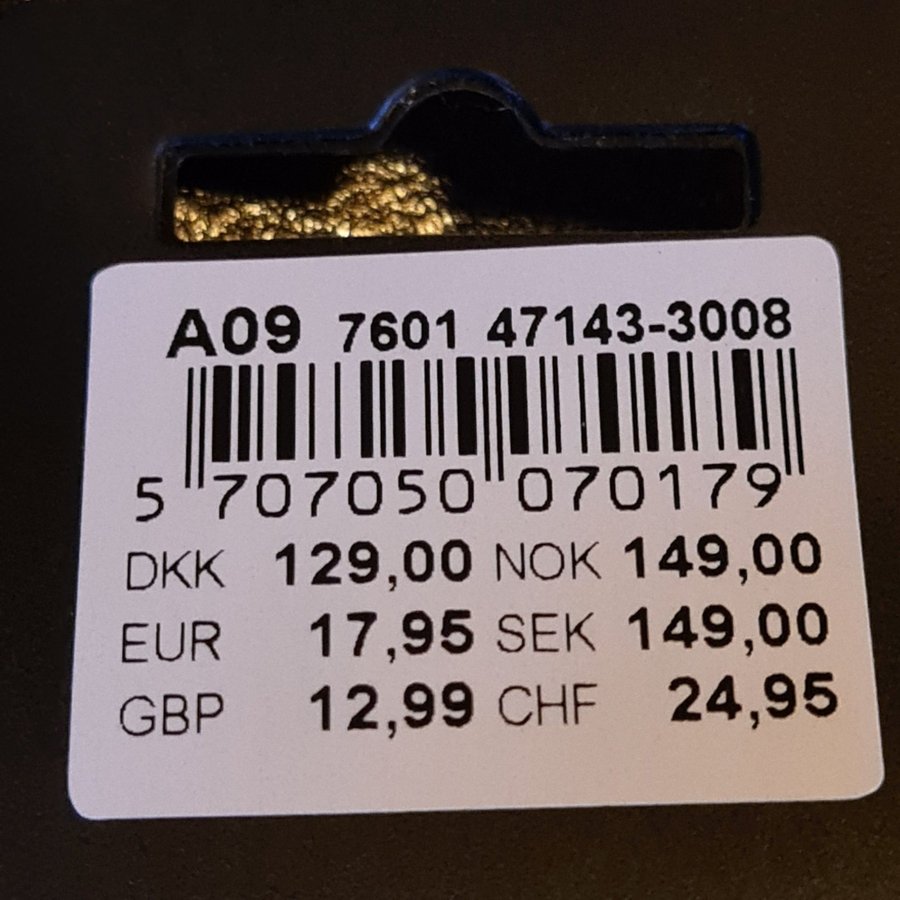 A09 7601 47143-3008
5 707050 070179
DKK 129,00 NOK 149,00
EUR 17,95 SEK 149,00
GBP 12,99 CHF 24,95